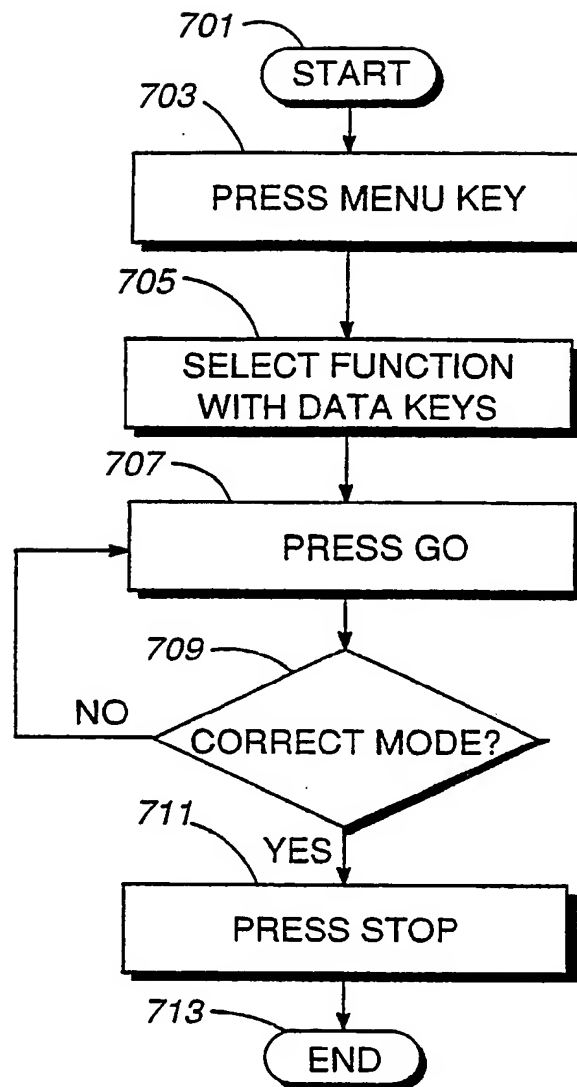 701
START
703
PRESS MENU KEY
705
SELECT FUNCTION
WITH DATA KEYS
707
PRESS GO
709
NO
CORRECT MODE?
711
YES
PRESS STOP
713
END